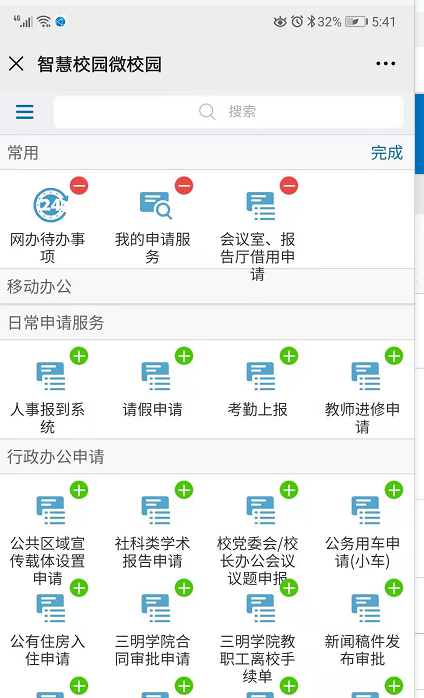 4G 32% 5:41
智慧校园微校园
搜索
常用 完成
24
网办待办事项
我的申请服务
会议室、报告厅借用申请
移动办公
日常申请服务
人事报到系统
请假申请
考勤上报
教师进修申请
行政办公申请
公共区域宣传载体设置申请
社科类学术报告申请
校党委会/校长办公会议议题申报
公务用车申请(小车)
公有住房入住申请
三明学院合同审批申请
三明学院教职工离校手续单
新闻稿件发布审批